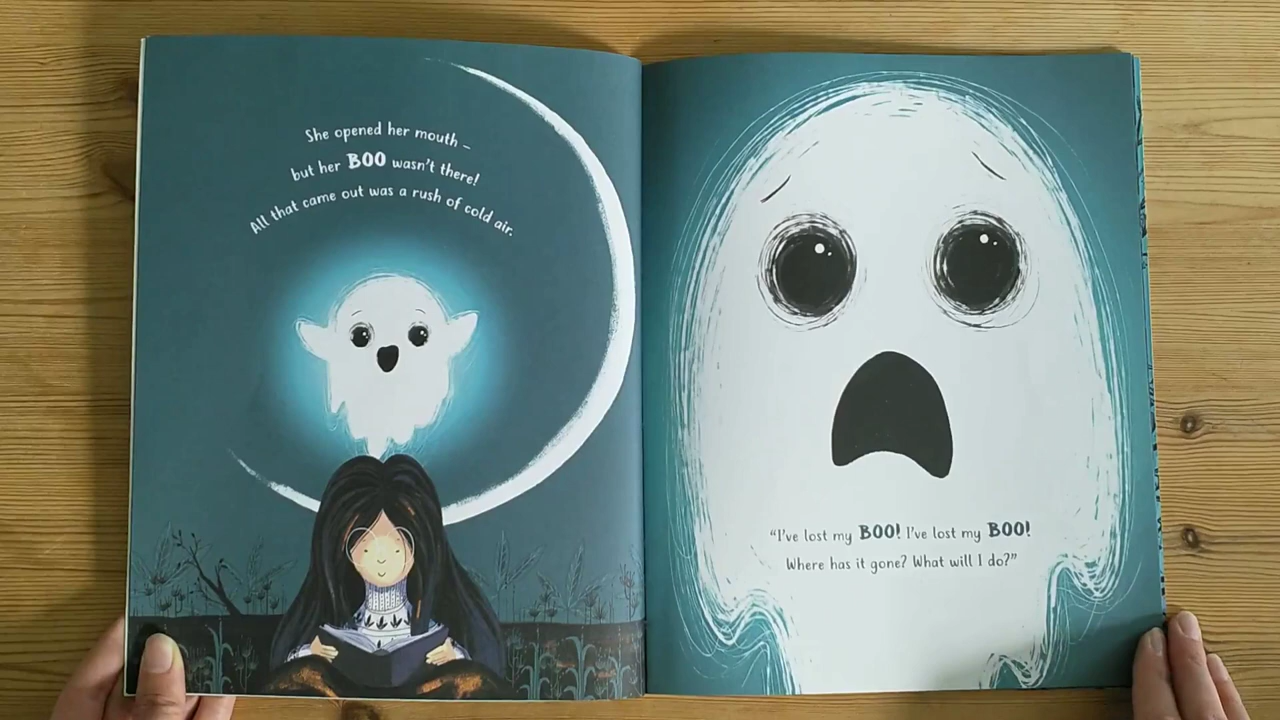 She opened her mouth –
but her BOO wasn't there!
All that came out was a rush of cold air.
"I've lost my BOO! I've lost my BOO!
Where has it gone? What will I do?"